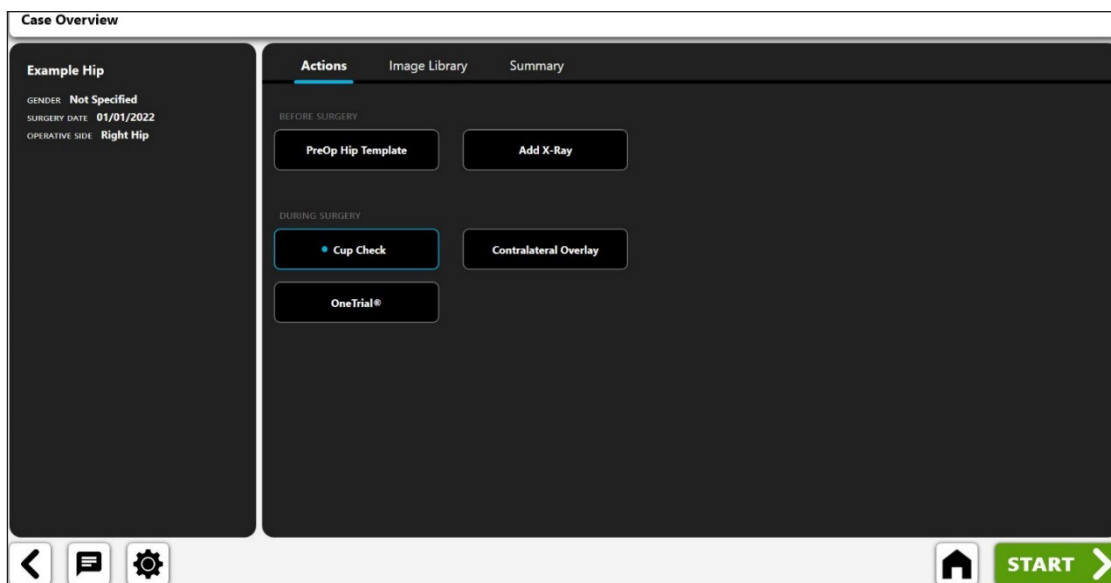 Case Overview
Example Hip
GENDER Not Specified
SURGERY DATE 01/01/2022
OPERATIVE SIDE Right Hip
Actions Image Library Summary
BEFORE SURGERY
PreOp Hip Template Add X-Ray
DURING SURGERY
Cup Check Contralateral Overlay
OneTrial®
START